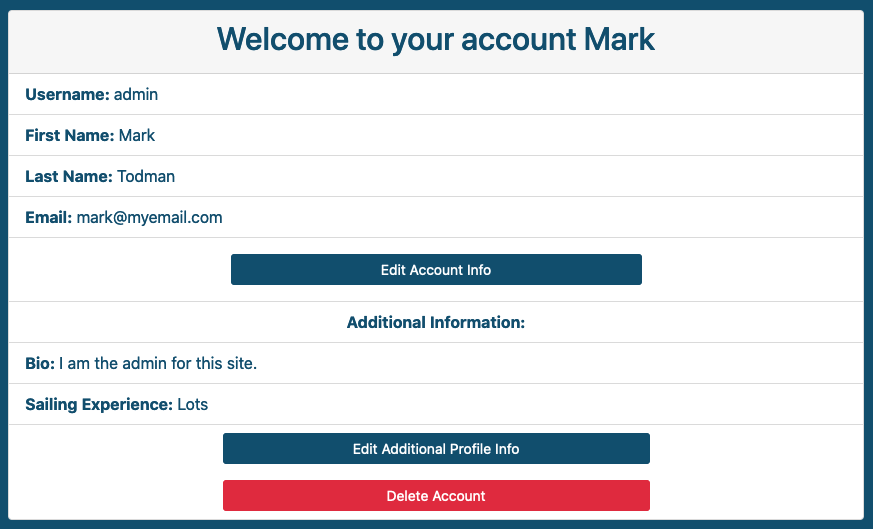 Welcome to your account Mark
Username: admin
First Name: Mark
Last Name: Todman
Email: mark@myemail.com
Edit Account Info
Additional Information:
Bio: I am the admin for this site.
Sailing Experience: Lots
Edit Additional Profile Info
Delete Account